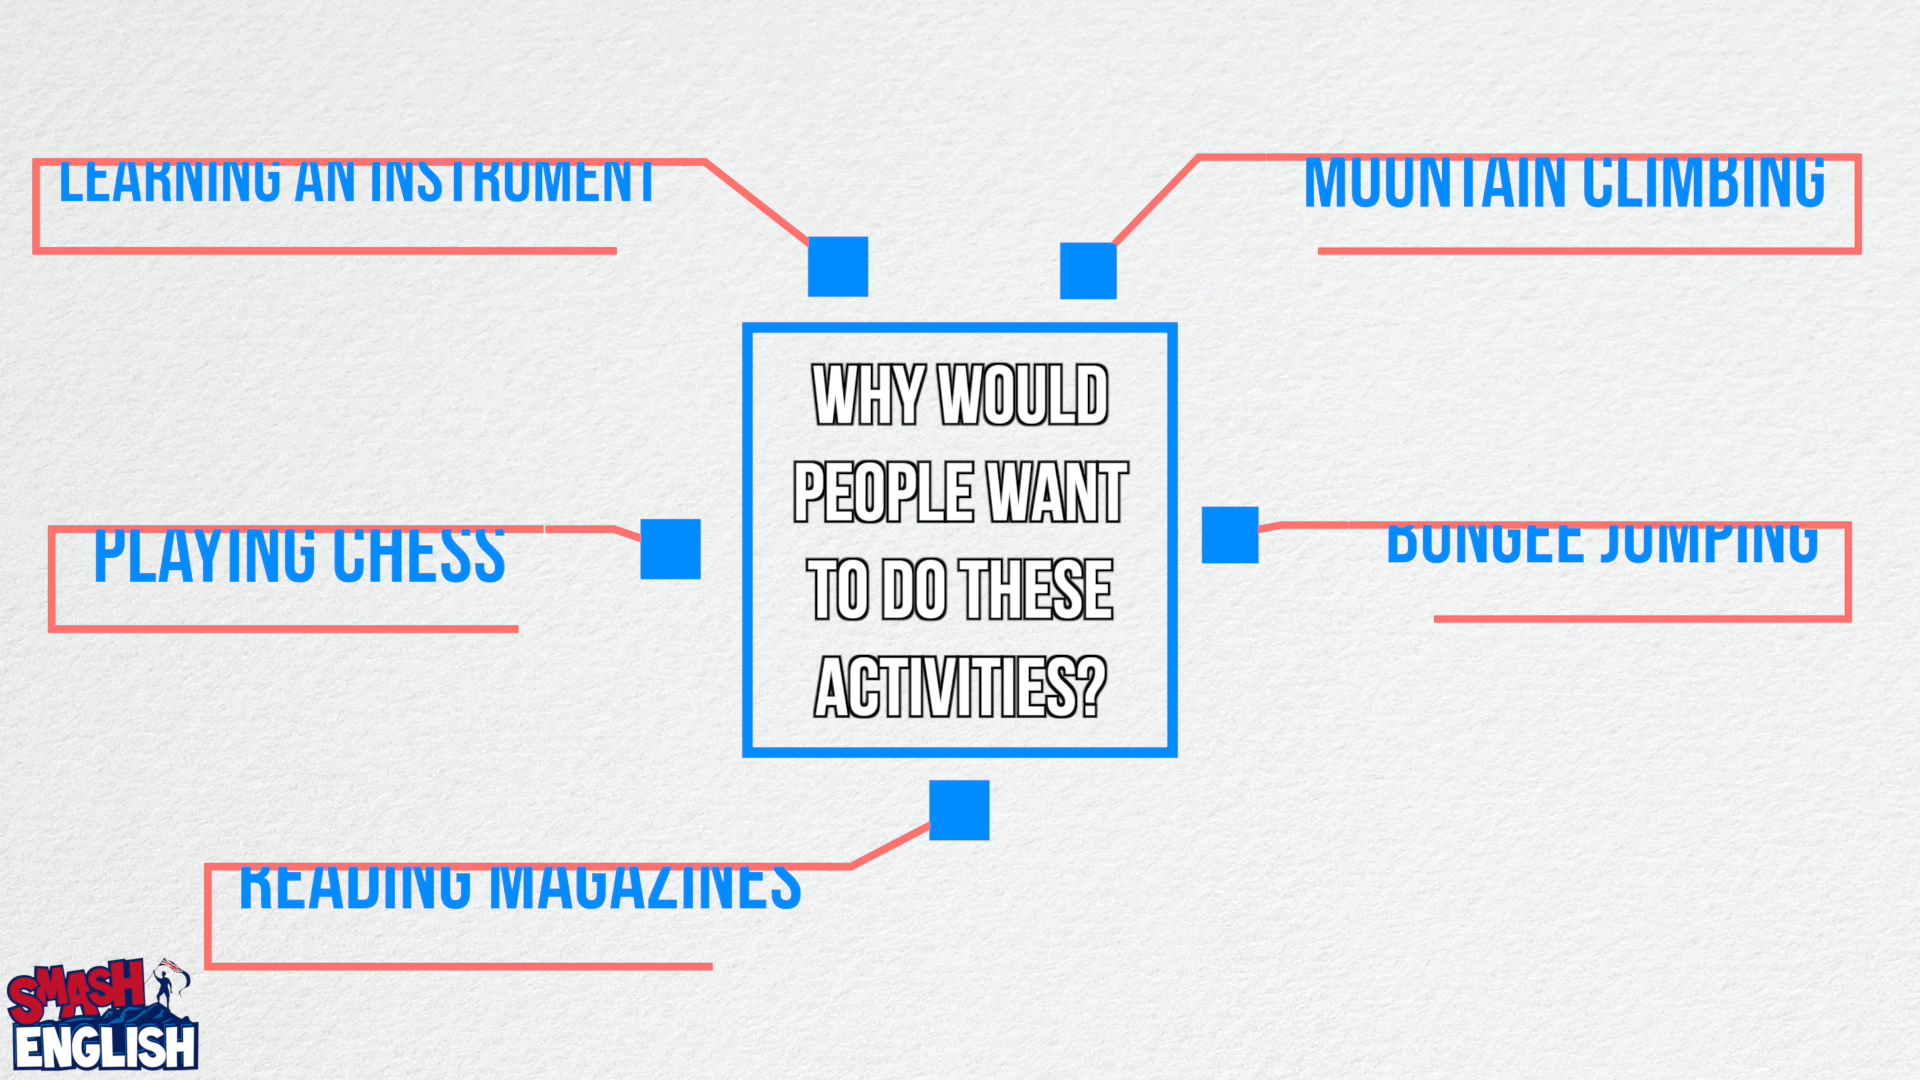 LEARNING AN INSTRUMENT
MOUNTAIN CLIMBING
WHY WOULD
PEOPLE WANT
TO DO THESE
ACTIVITIES?
PLAYING CHESS
BUNGEE JUMPING
READING MAGAZINES
SMASH
ENGLISH